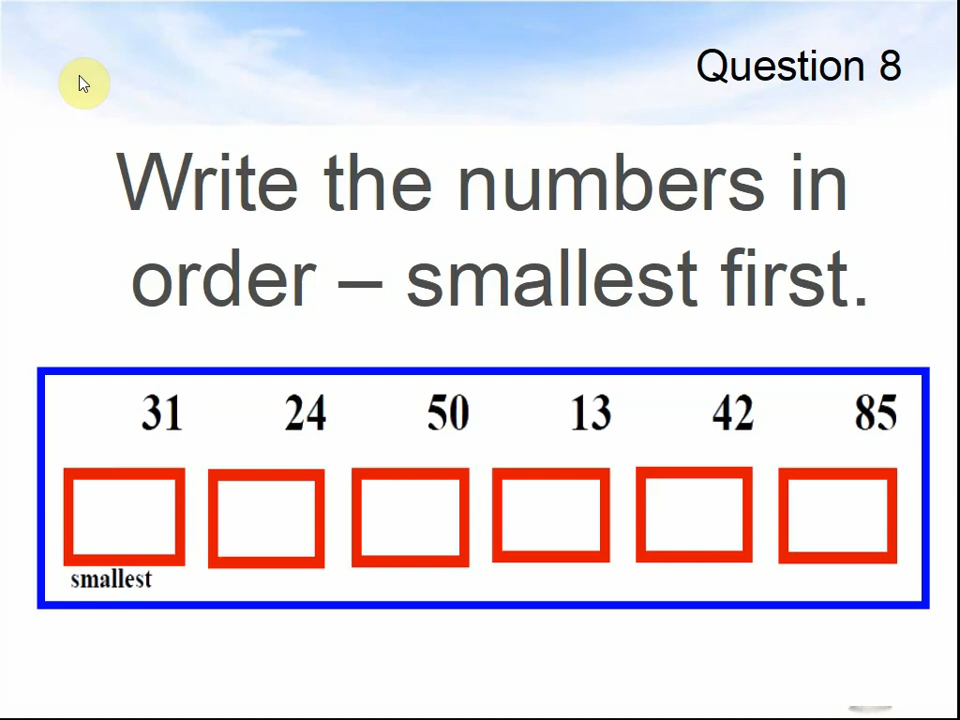 Question 8
Write the numbers in
order – smallest first.
31 24 50 13 42 85
smallest